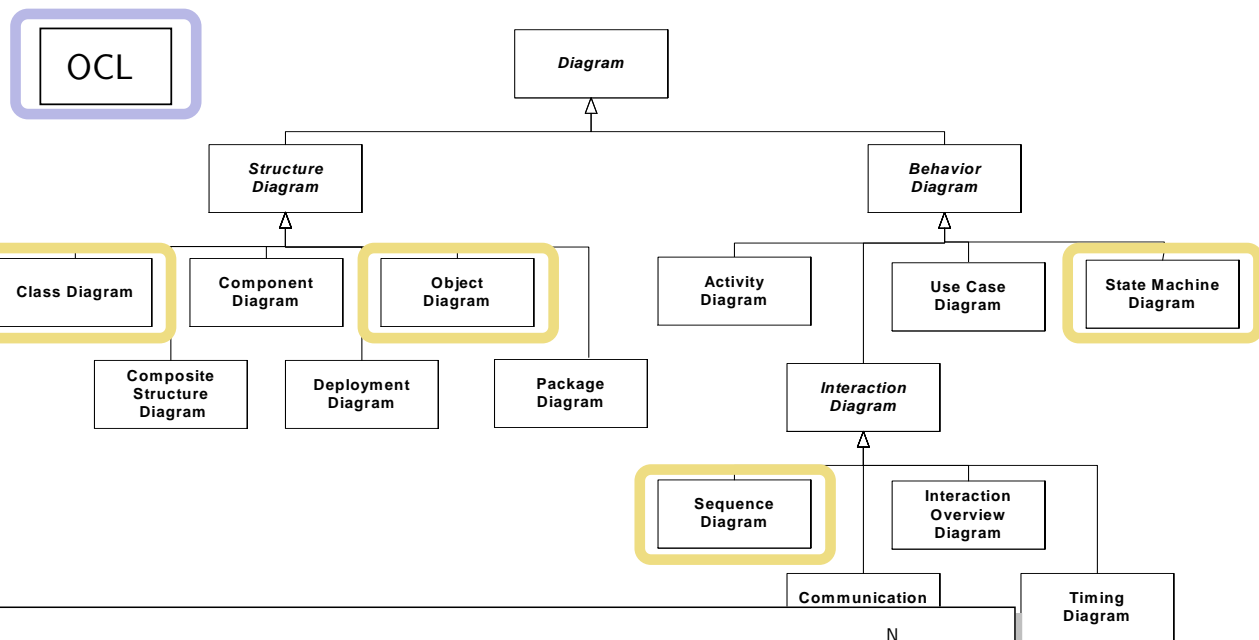 OCL
Diagram
Structure
Diagram
Behavior
Diagram
Class Diagram
Component
Diagram
Object
Diagram
Activity
Diagram
Use Case
Diagram
State Machine
Diagram
Composite
Structure
Diagram
Deployment
Diagram
Package
Diagram
Interaction
Diagram
Sequence
Diagram
Interaction
Overview
Diagram
Communication
Timing
Diagram
N